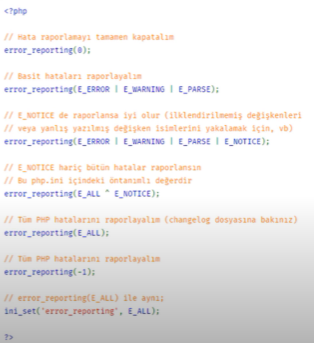 <?php
// Hata raporlamayı tamamen kapatalım
error_reporting(0);
// Basit hataları raporlayalım
error_reporting(E_ERROR | E_WARNING | E_PARSE);
// E_NOTICE de raporlansa iyi olur (ilklendirilmemiş değişkenleri
// veya yanlış yazılmış değişken isimlerini yakalamak için, vb)
error_reporting(E_ERROR | E_WARNING | E_PARSE | E_NOTICE);
// E_NOTICE hariç bütün hatalar raporlansın
// Bu php.ini içindeki öntanımlı değerdir
error_reporting(E_ALL ^ E_NOTICE);
// Tüm PHP hatalarını raporlayalım (changelog dosyasına bakınız)
error_reporting(E_ALL);
// Tüm PHP hatalarını raporlayalım
error_reporting(-1);
// error_reporting(E_ALL) ile aynı;
ini_set('error_reporting', E_ALL);
?>